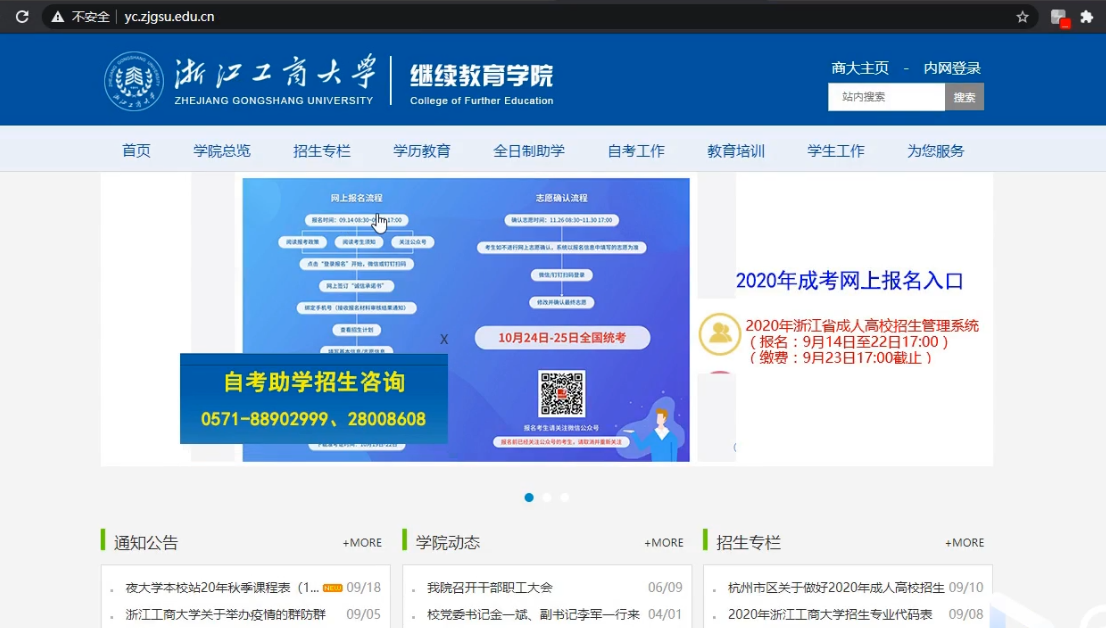 不安全 yc.zjgsu.edu.cn
浙江工商大学
ZHEJIANG GONGSHANG UNIVERSITY
继续教育学院
College of Further Education
商大主页 - 内网登录
站内搜索 搜索
首页 学院总览 招生专栏 学历教育 全日制助学 自考工作 教育培训 学生工作 为您服务
网上报名流程
报名时间：09.14 08:30
17:00
阅读报考政策 阅读考生须知 关注公众号
点击“登录报名”开始，微信或钉钉扫码
网上签订“诚信承诺书”
绑定手机号（接收报名材料审核结果通知）
查看招生计划
志愿确认流程
确认志愿时间：11.26 08:30-11.30 17:00
考生如不进行网上志愿确认，系统以报名信息中填写的志愿为准
微信/钉钉扫码登录
修改并确认最终志愿
10月24日-25日全国统考
报名考生请关注微信公众号
报名前已经关注公众号的考生，请取消并重新关注
X
自考助学招生咨询
0571-88902999、28008608
2020年成考网上报名入口
2020年浙江省成人高校招生管理系统
（报名：9月14日至22日17:00）
（缴费：9月23日17:00截止）
通知公告 +MORE
夜大学本校站20年秋季课程表（1... NEW 09/18
浙江工商大学关于举办疫情的群防群 09/05
学院动态 +MORE
我院召开干部职工大会 06/09
校党委书记金一斌、副书记李军一行来 04/01
招生专栏 +MORE
杭州市区关于做好2020年成人高校招生 09/10
2020年浙江工商大学招生专业代码表 09/08